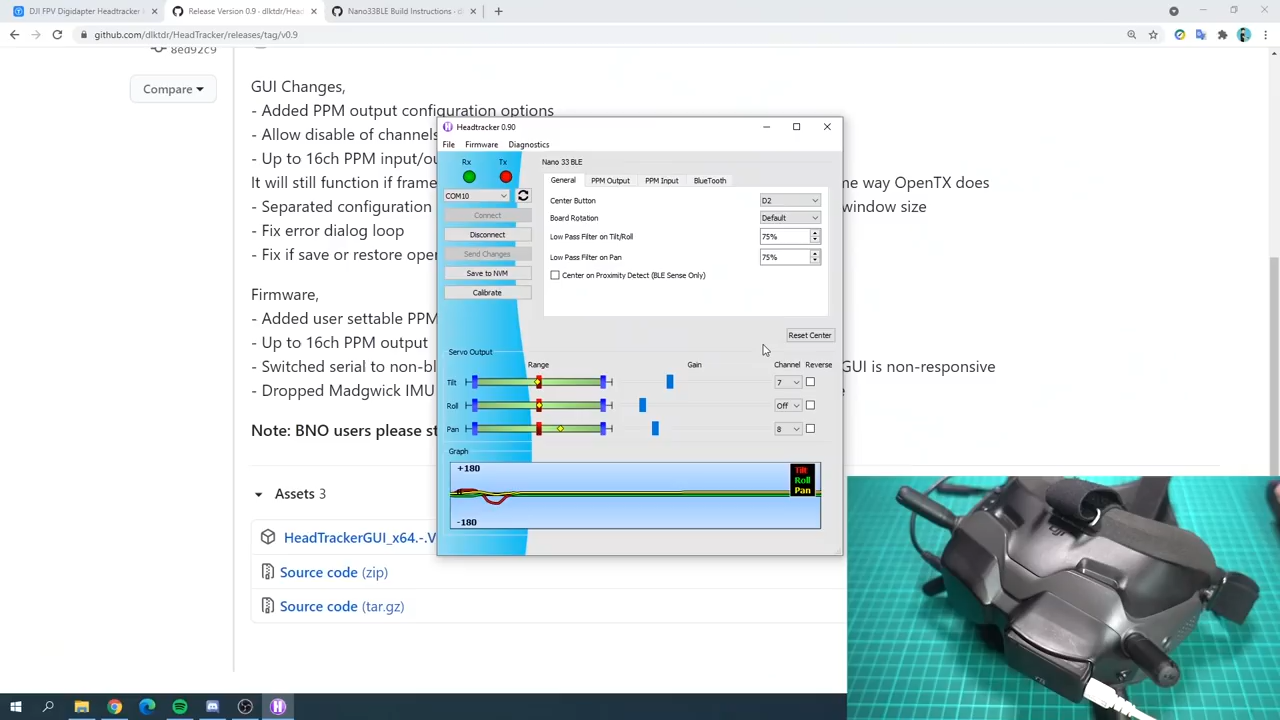 DJI FPV Digidapter Headtracker
Release Version 0.9 - dlktdr/Head
Nano33BLE Build Instructions - d
github.com/dlktdr/HeadTracker/releases/tag/v0.9
8ed92c9
Compare
GUI Changes,
- Added PPM output configuration options
- Allow disable of channels
- Up to 16ch PPM input/ou
It will still function if frame
me way OpenTX does
- Separated configuration
window size
- Fix error dialog loop
- Fix if save or restore oper
Firmware,
- Added user settable PPM
- Up to 16ch PPM output
- Switched serial to non-bl
GUI is non-responsive
- Dropped Madgwick IMU
Note: BNO users please st
Assets 3
HeadTrackerGUI_x64.-.V
Source code (zip)
Source code (tar.gz)
Headtracker 0.90
File Firmware Diagnostics
Rx Tx
COM10
Connect
Disconnect
Send Changes
Save to NVM
Calibrate
Nano 33 BLE
General PPM Output PPM Input BlueTooth
Center Button D2
Board Rotation Default
Low Pass Filter on Tilt/Roll 75%
Low Pass Filter on Pan 75%
Center on Proximity Detect (BLE Sense Only)
Reset Center
Servo Output
Range Gain Channel Reverse
Tilt 7
Roll Off
Pan 8
Graph
+180
-180
Tilt
Roll
Pan